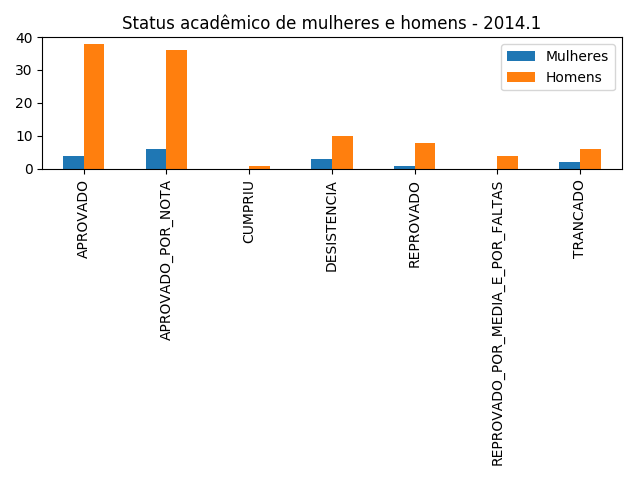 Status acadêmico de mulheres e homens - 2014.1
40
30
20
10
0
Mulheres
Homens
APROVADO
APROVADO_POR_NOTA
CUMPRIU
DESISTENCIA
REPROVADO
REPROVADO_POR_MEDIA_E_POR_FALTAS
TRANCADO